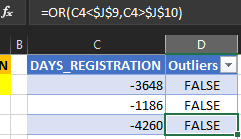 fx =OR(C4<$J$9,C4>$J$10)
B C D
N DAYS_REGISTRATION Outliers
-3648 FALSE
-1186 FALSE
-4260 FALSE